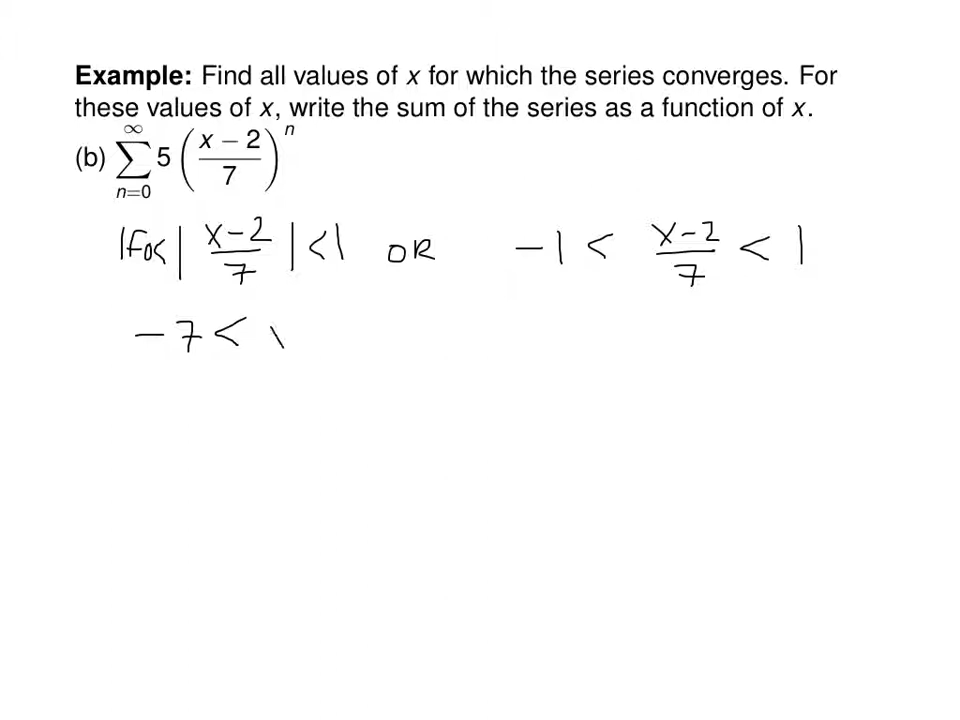 Example: Find all values of x for which the series converges. For
these values of x, write the sum of the series as a function of x.
(b) ∑_{n=0}^{∞} 5 ((x − 2)/7)^n
|x−2 / 7| < 1 OR −1 < x−2 / 7 < 1
−7 <